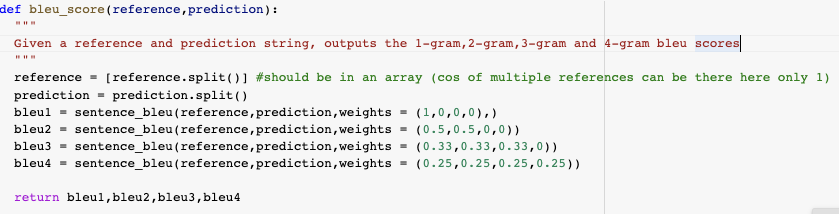 def bleu_score(reference,prediction):
"""
Given a reference and prediction string, outputs the 1-gram,2-gram,3-gram and 4-gram bleu scores
"""
reference = [reference.split()] #should be in an array (cos of multiple references can be there here only 1)
prediction = prediction.split()
bleu1 = sentence_bleu(reference,prediction,weights = (1,0,0,0),)
bleu2 = sentence_bleu(reference,prediction,weights = (0.5,0.5,0,0))
bleu3 = sentence_bleu(reference,prediction,weights = (0.33,0.33,0.33,0))
bleu4 = sentence_bleu(reference,prediction,weights = (0.25,0.25,0.25,0.25))
return bleu1,bleu2,bleu3,bleu4